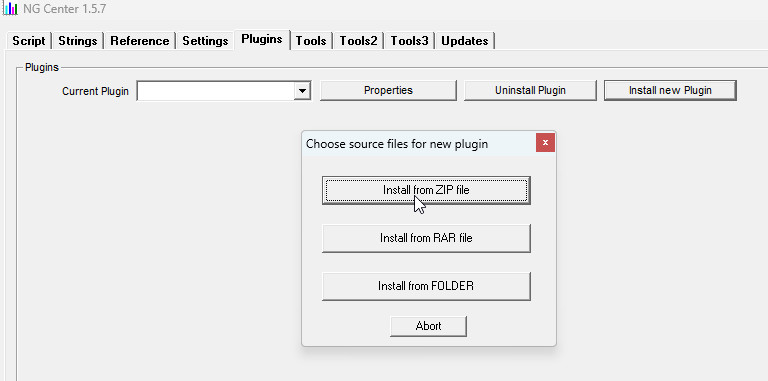 NG Center 1.5.7
Script Strings Reference Settings Plugins Tools Tools2 Tools3 Updates
Plugins
Current Plugin Properties Uninstall Plugin Install new Plugin
Choose source files for new plugin x
Install from ZIP file
Install from RAR file
Install from FOLDER
Abort